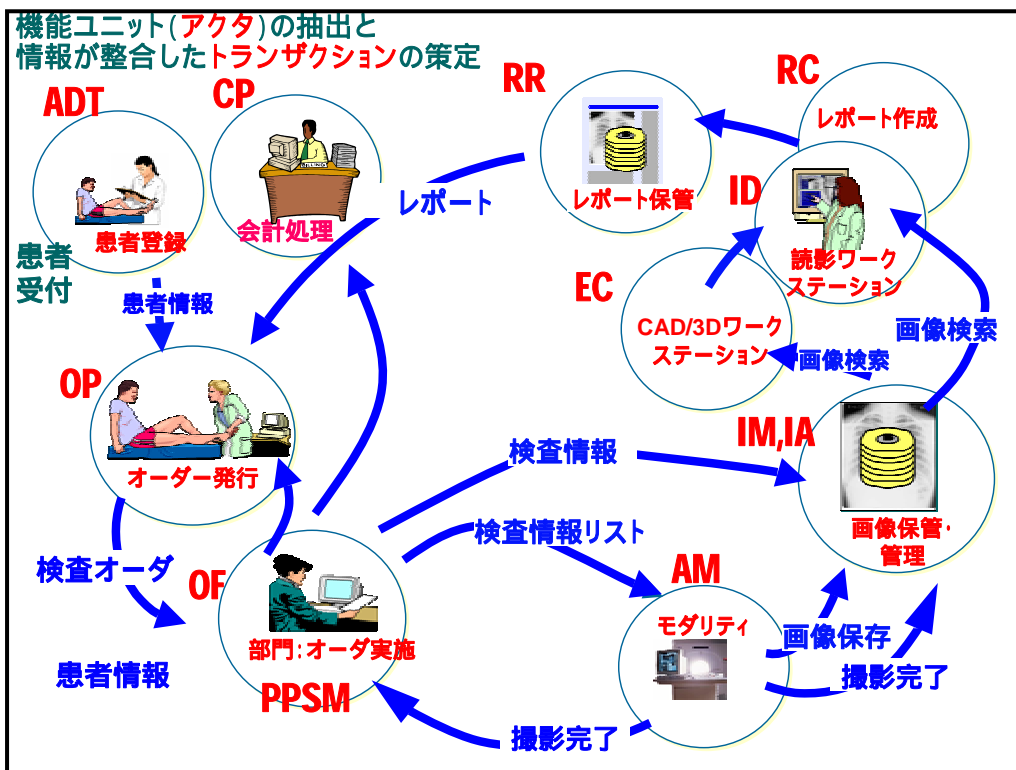 機能ユニット(アクタ)の抽出と
情報が整合したトランザクションの策定
ADT
CP
RR
RC
レポート作成
ID
レポート保管
レポート
患者登録
会計処理
BILLING
患者
受付
患者情報
読影ワーク
ステーション
EC
CAD/3Dワーク
ステーション
画像検索
画像検索
OP
オーダー発行
IM,IA
画像保管・
管理
検査情報
検査情報リスト
検査オーダ
OF
部門:オーダ実施
PPSM
患者情報
AM
モダリティ
画像保存
撮影完了
撮影完了